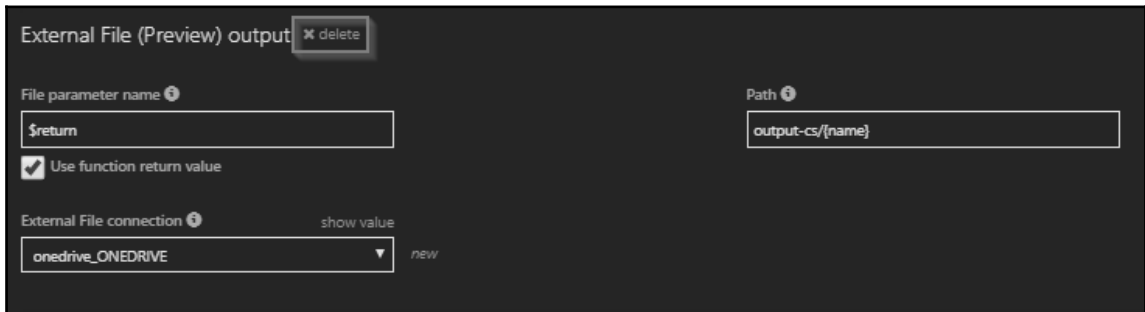 External File (Preview) output ✖ delete
File parameter name
Path
$return
output-cs/{name}
Use function return value
External File connection
show value
onedrive_ONEDRIVE
new